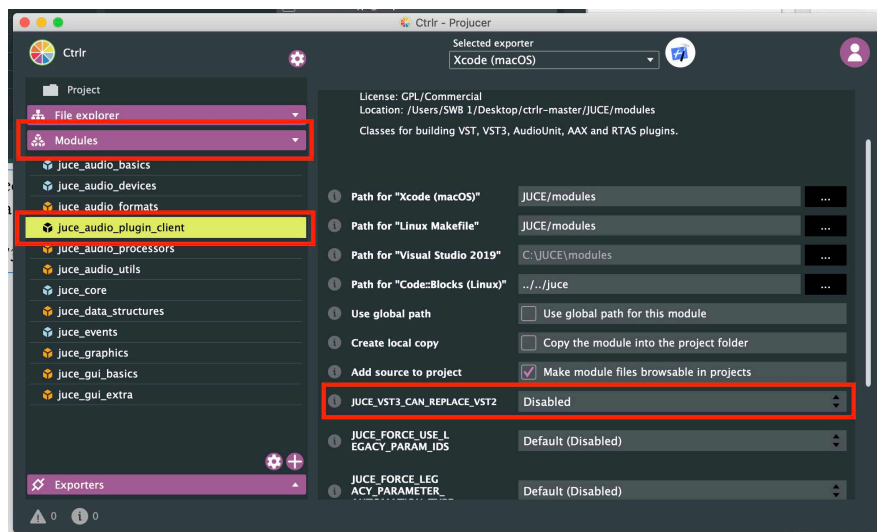 Ctrlr - Projucer
Ctrlr
Selected exporter
Xcode (macOS)
Project
File explorer
Modules
juce_audio_basics
juce_audio_devices
juce_audio_formats
juce_audio_plugin_client
juce_audio_processors
juce_audio_utils
juce_core
juce_data_structures
juce_events
juce_graphics
juce_gui_basics
juce_gui_extra
Exporters
0 0
License: GPL/Commercial
Location: /Users/SWB 1/Desktop/ctrlr-master/JUCE/modules
Classes for building VST, VST3, AudioUnit, AAX and RTAS plugins.
Path for "Xcode (macOS)" JUCE/modules ...
Path for "Linux Makefile" JUCE/modules ...
Path for "Visual Studio 2019" C:\JUCE\modules ...
Path for "Code::Blocks (Linux)" ../../juce ...
Use global path Use global path for this module
Create local copy Copy the module into the project folder
Add source to project Make module files browsable in projects
JUCE_VST3_CAN_REPLACE_VST2 Disabled
JUCE_FORCE_USE_L
EGACY_PARAM_IDS Default (Disabled)
JUCE_FORCE_LEG
ACY_PARAMETER_ Default (Disabled)